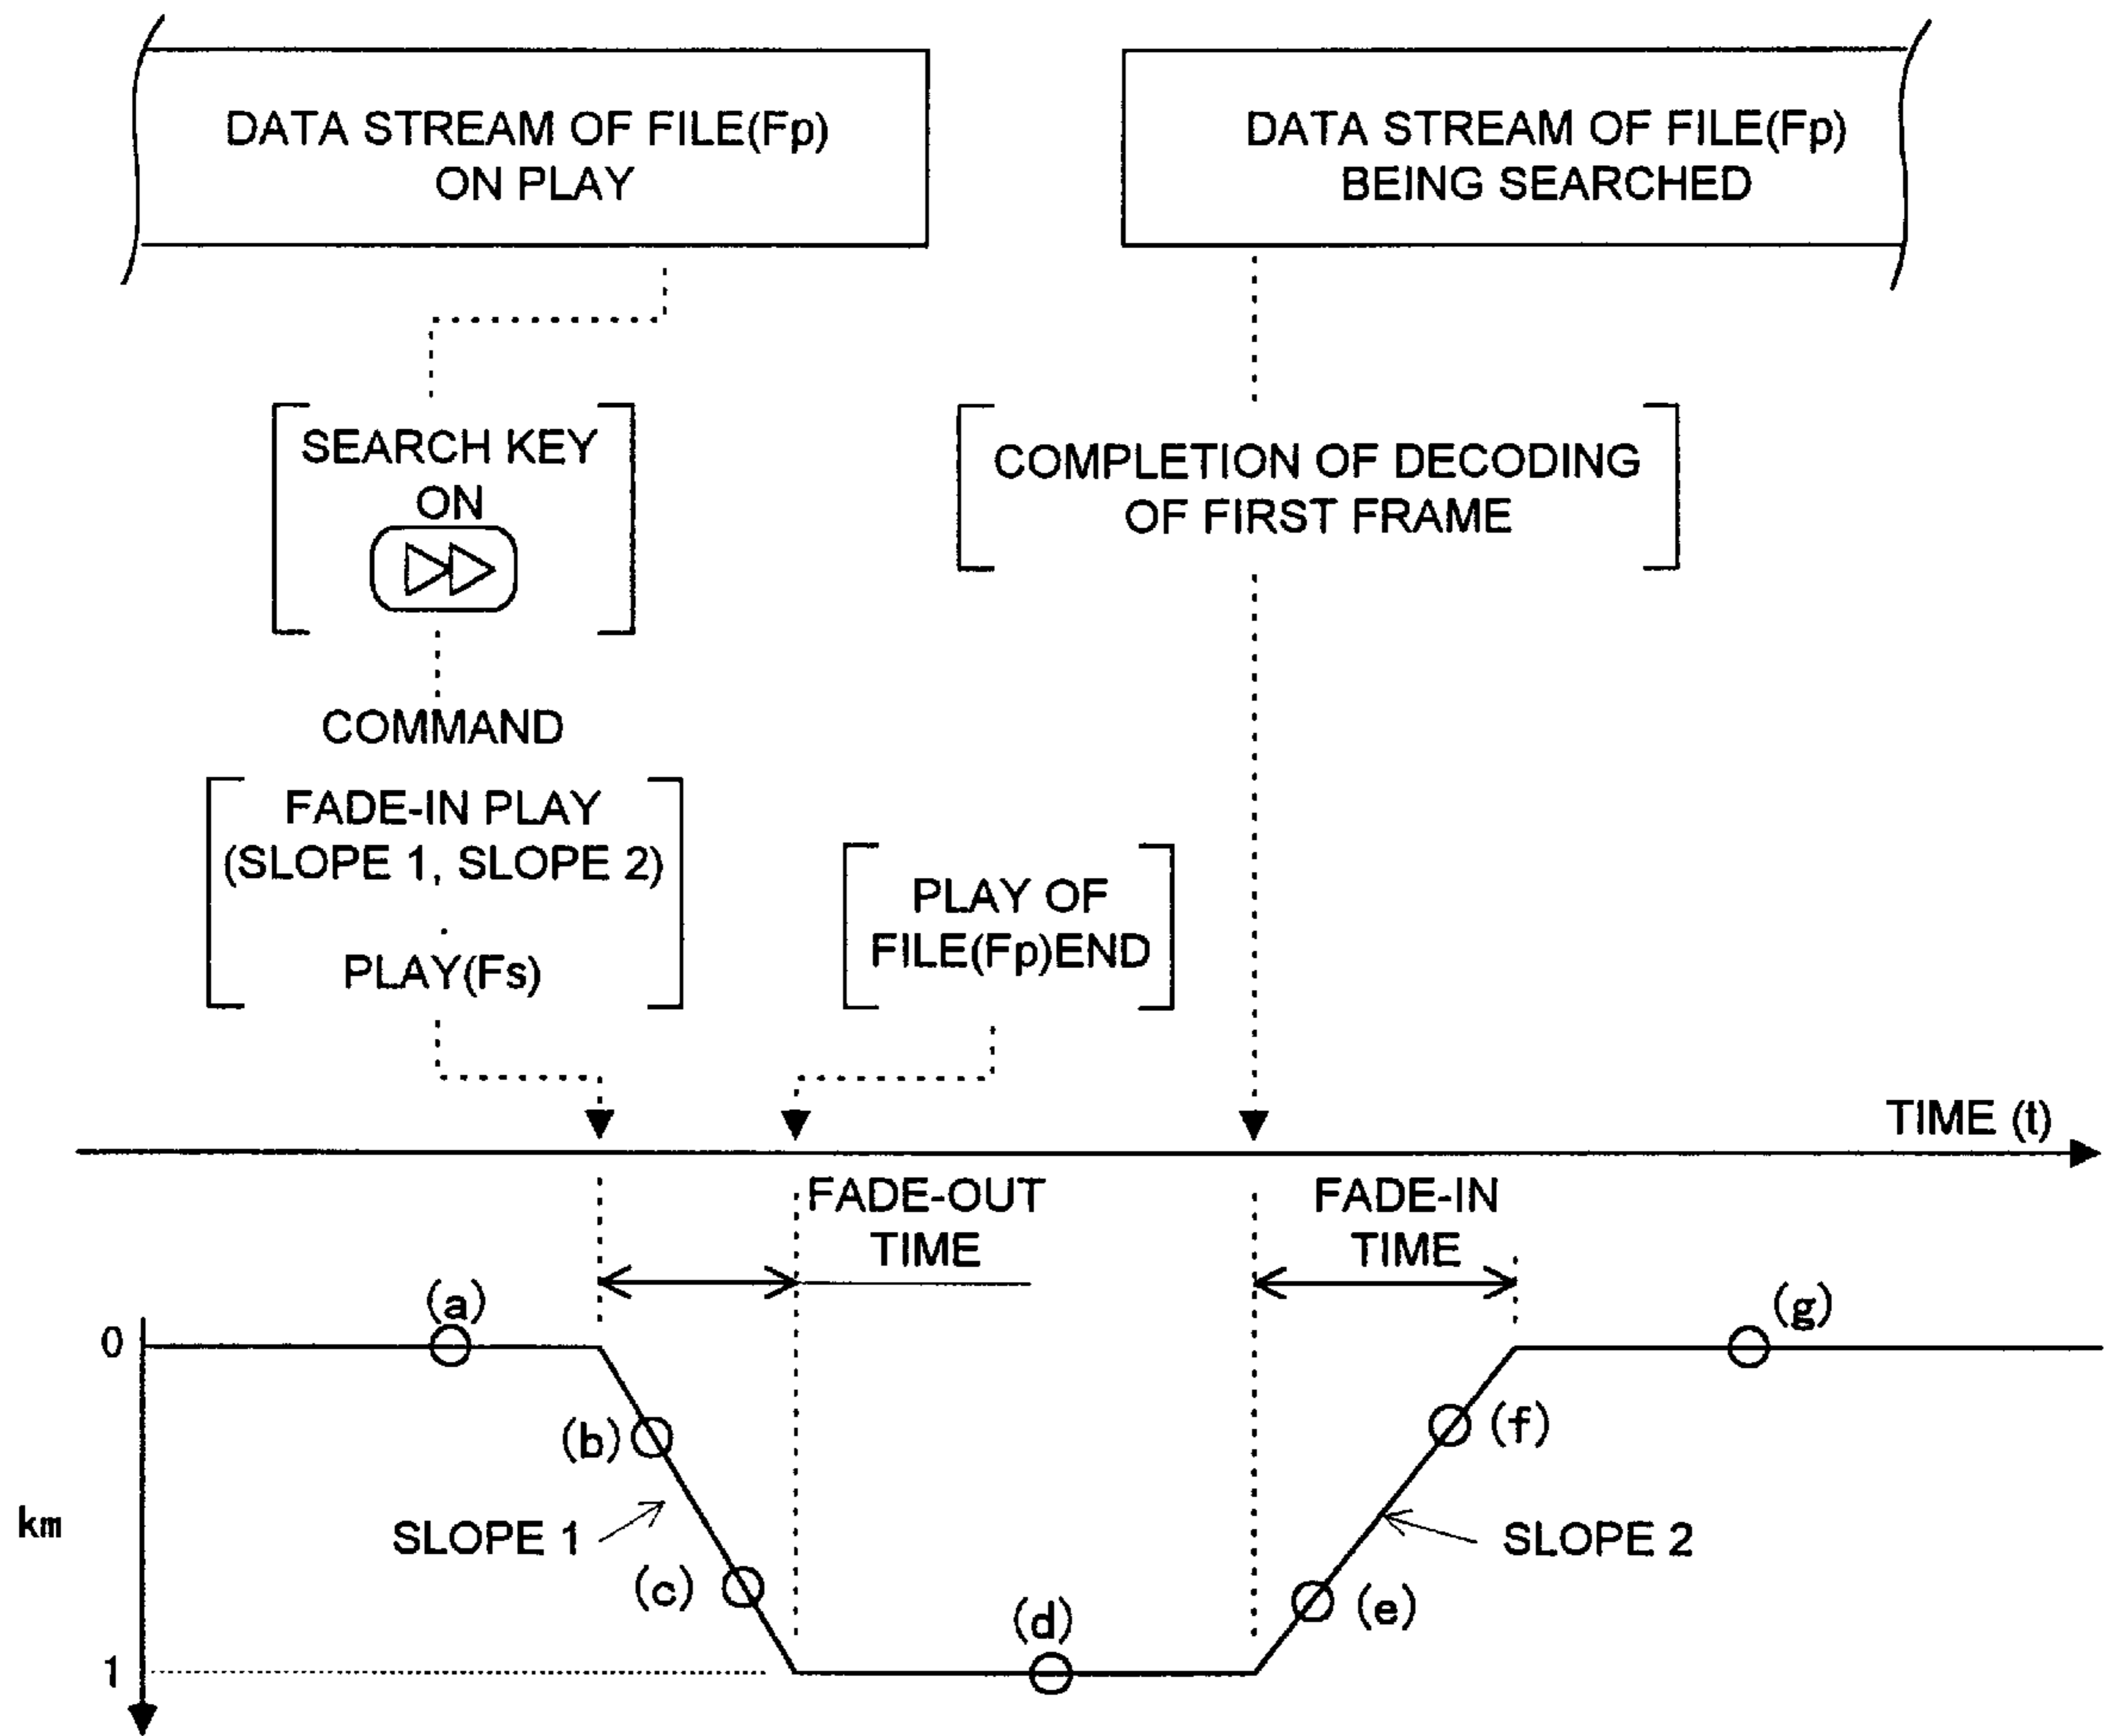 DATA STREAM OF FILE(Fp)
ON PLAY
DATA STREAM OF FILE(Fp)
BEING SEARCHED
SEARCH KEY
ON
COMPLETION OF DECODING
OF FIRST FRAME
COMMAND
FADE-IN PLAY
(SLOPE 1, SLOPE 2)
PLAY(Fs)
PLAY OF
FILE(Fp)END
TIME (t)
FADE-OUT
TIME
FADE-IN
TIME
(a)
(g)
0
(b)
(f)
km
SLOPE 1
SLOPE 2
(c)
(e)
(d)
1